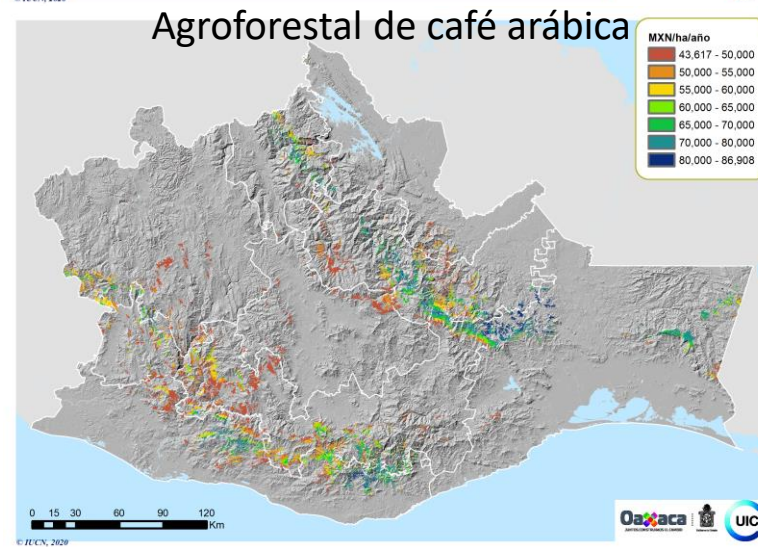 © IUCN, 2020
Agroforestal de café arábica
MXN/ha/año
43,617 - 50,000
50,000 - 55,000
55,000 - 60,000
60,000 - 65,000
65,000 - 70,000
70,000 - 80,000
80,000 - 86,908
0 15 30 60 90 120
Km
Oaxaca
UIC
© IUCN, 2020